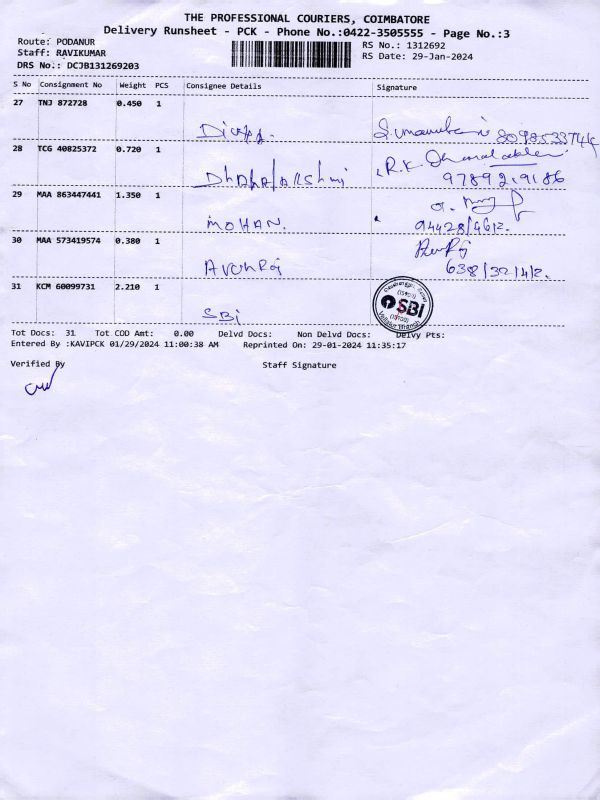 THE PROFESSIONAL COURIERS, COIMBATORE
Delivery Runsheet - PCK - Phone No.:0422-3505555 - Page No.:3
Route: PODANUR
RS No.: 1312692
Staff: RAVIKUMAR
RS Date: 29-Jan-2024
DRS No.: DCJB131269203
S No Consignment No Weight PCS Consignee Details Signature
27 TNJ 872728 0.450 1
Divya.
28 TCG 40825372 0.720 1
29 MAA 863447441 1.350 1
MOHAN.
30 MAA 573419574 0.380 1
31 KCM 60099731 2.210 1
SBi
SBI
Tot Docs: 31 Tot COD Amt: 0.00 Delvd Docs: Non Delvd Docs: Delvy Pts:
Entered By :KAVIPCK 01/29/2024 11:00:38 AM Reprinted On: 29-01-2024 11:35:17
Verified By Staff Signature